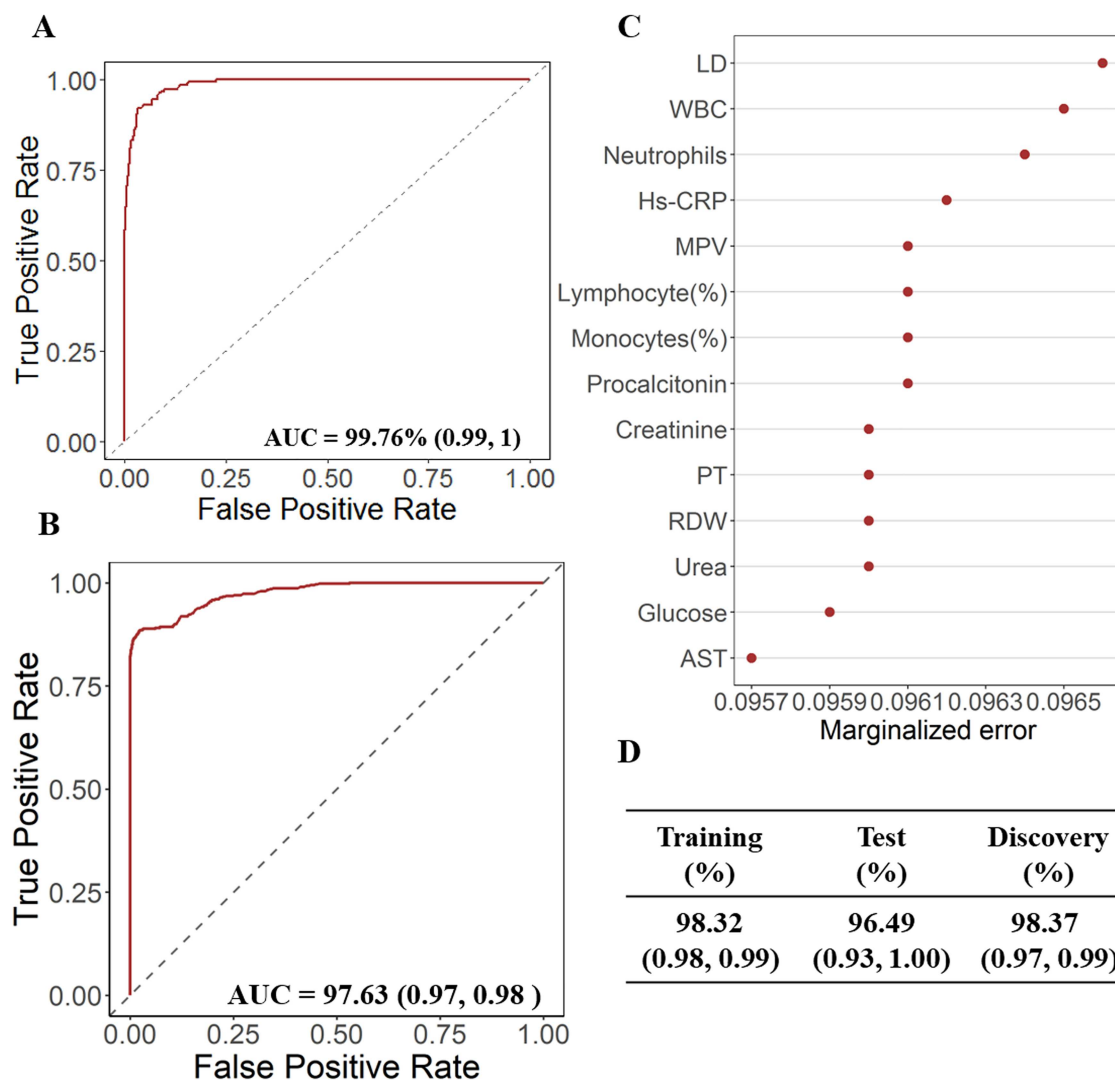 A
1.00
0.75
0.50
0.25
0.00
True Positive Rate
AUC = 99.76% (0.99, 1)
0.00 0.25 0.50 0.75 1.00
False Positive Rate
B
1.00
0.75
0.50
0.25
0.00
True Positive Rate
AUC = 97.63 (0.97, 0.98 )
0.00 0.25 0.50 0.75 1.00
False Positive Rate
C
LD
WBC
Neutrophils
Hs-CRP
MPV
Lymphocyte(%)
Monocytes(%)
Procalcitonin
Creatinine
PT
RDW
Urea
Glucose
AST
0.0957 0.0959 0.0961 0.0963 0.0965
Marginalized error
D
Training Test Discovery
(%) (%) (%)
98.32 96.49 98.37
(0.98, 0.99) (0.93, 1.00) (0.97, 0.99)